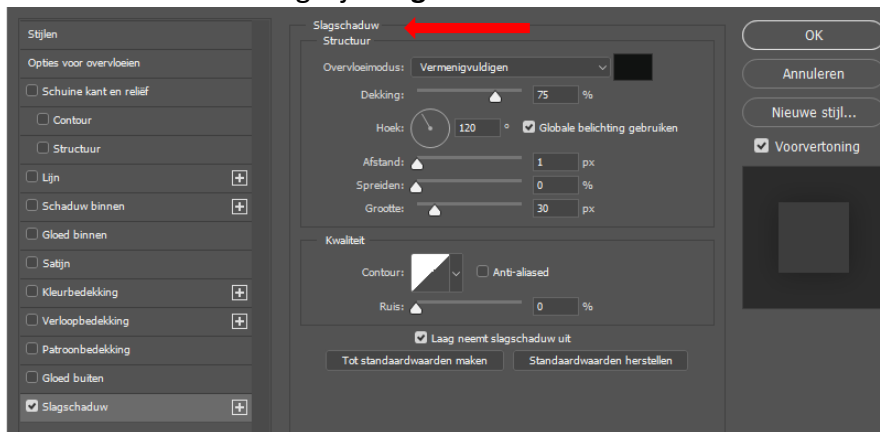 Stijlen
Opties voor overvloeien
Schuine kant en reliëf
Contour
Structuur
Lijn
Schaduw binnen
Gloed binnen
Satijn
Kleurbedekking
Verloopbedekking
Patroonbedekking
Gloed buiten
Slagschaduw
Slagschaduw
Structuur
Overvloeimodus: Vermenigvuldigen
Dekking: 75 %
Hoek: 120 ° Globale belichting gebruiken
Afstand: 1 px
Spreiden: 0 %
Grootte: 30 px
Kwaliteit
Contour: Anti-aliased
Ruis: 0 %
Laag neemt slagschaduw uit
Tot standaardwaarden maken Standaardwaarden herstellen
OK
Annuleren
Nieuwe stijl...
Voorvertoning